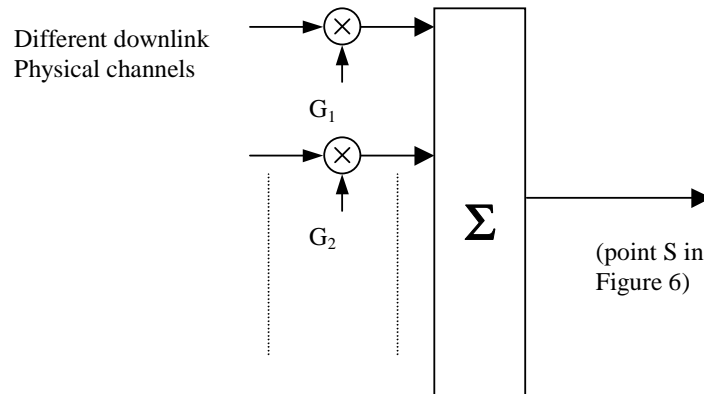 Different downlink
Physical channels
G₁
G₂
Σ
(point S in
Figure 6)